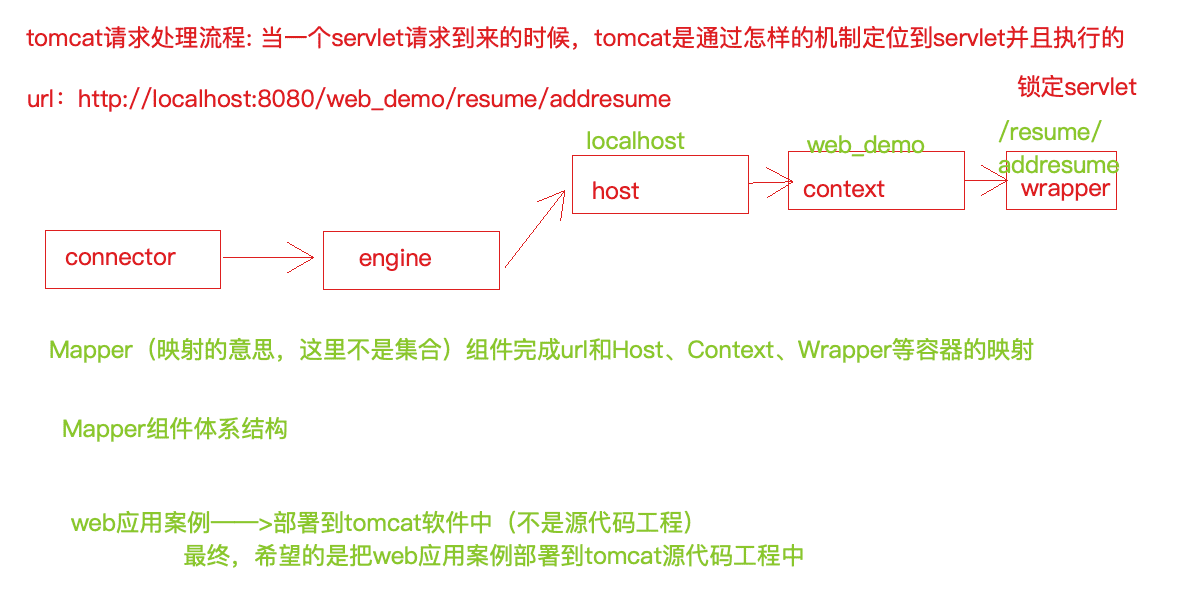 tomcat请求处理流程: 当一个servlet请求到来的时候，tomcat是通过怎样的机制定位到servlet并且执行的
url：http://localhost:8080/web_demo/resume/addresume
锁定servlet
localhost
web_demo
/resume/
addresume
host
context
wrapper
connector
engine
Mapper（映射的意思，这里不是集合）组件完成url和Host、Context、Wrapper等容器的映射
Mapper组件体系结构
web应用案例——>部署到tomcat软件中（不是源代码工程）
最终，希望的是把web应用案例部署到tomcat源代码工程中